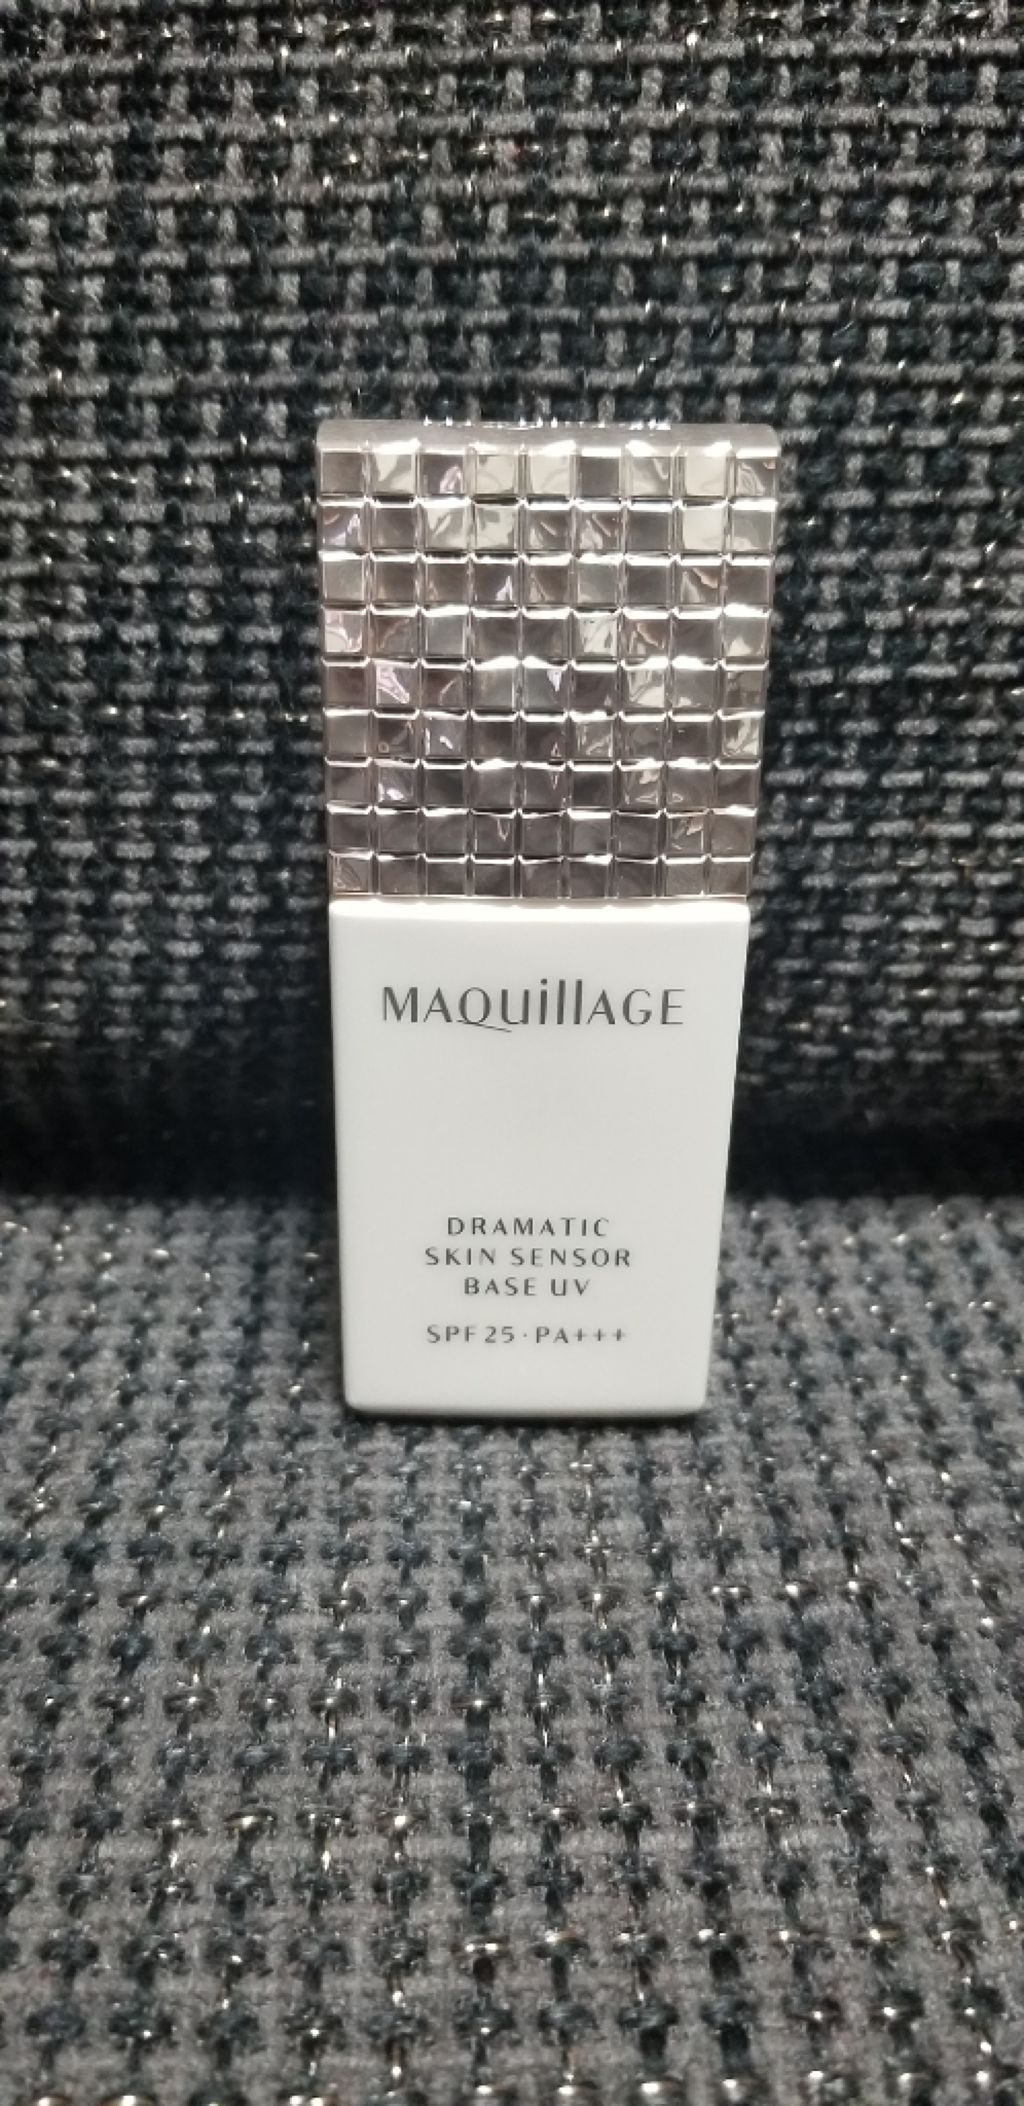 MAQuillAGE
DRAMATIC
SKIN SENSOR
BASE UV
SPF 25・PA+++